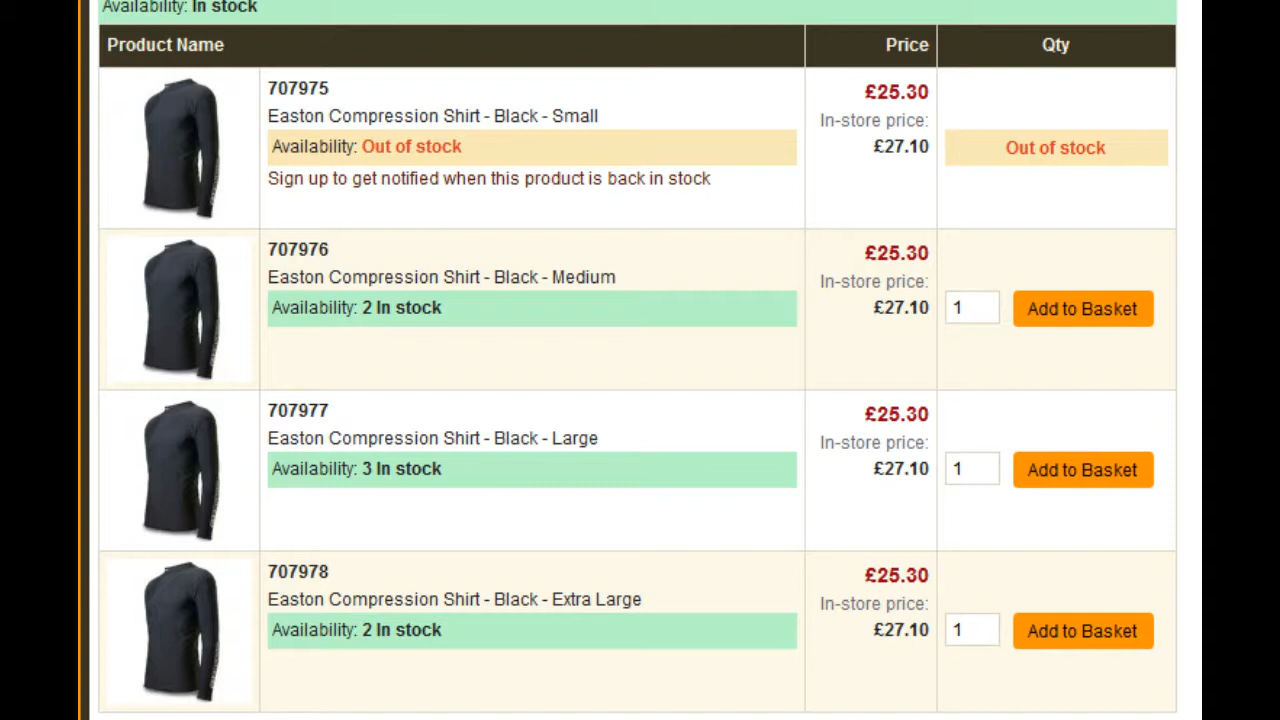 Availability: In stock
Product Name Price Qty
707975
£25.30
Easton Compression Shirt - Black - Small
In-store price:
Availability: Out of stock
£27.10
Out of stock
Sign up to get notified when this product is back in stock
707976
£25.30
Easton Compression Shirt - Black - Medium
In-store price:
Availability: 2 In stock
£27.10
1
Add to Basket
707977
£25.30
Easton Compression Shirt - Black - Large
In-store price:
Availability: 3 In stock
£27.10
1
Add to Basket
707978
£25.30
Easton Compression Shirt - Black - Extra Large
In-store price:
Availability: 2 In stock
£27.10
1
Add to Basket